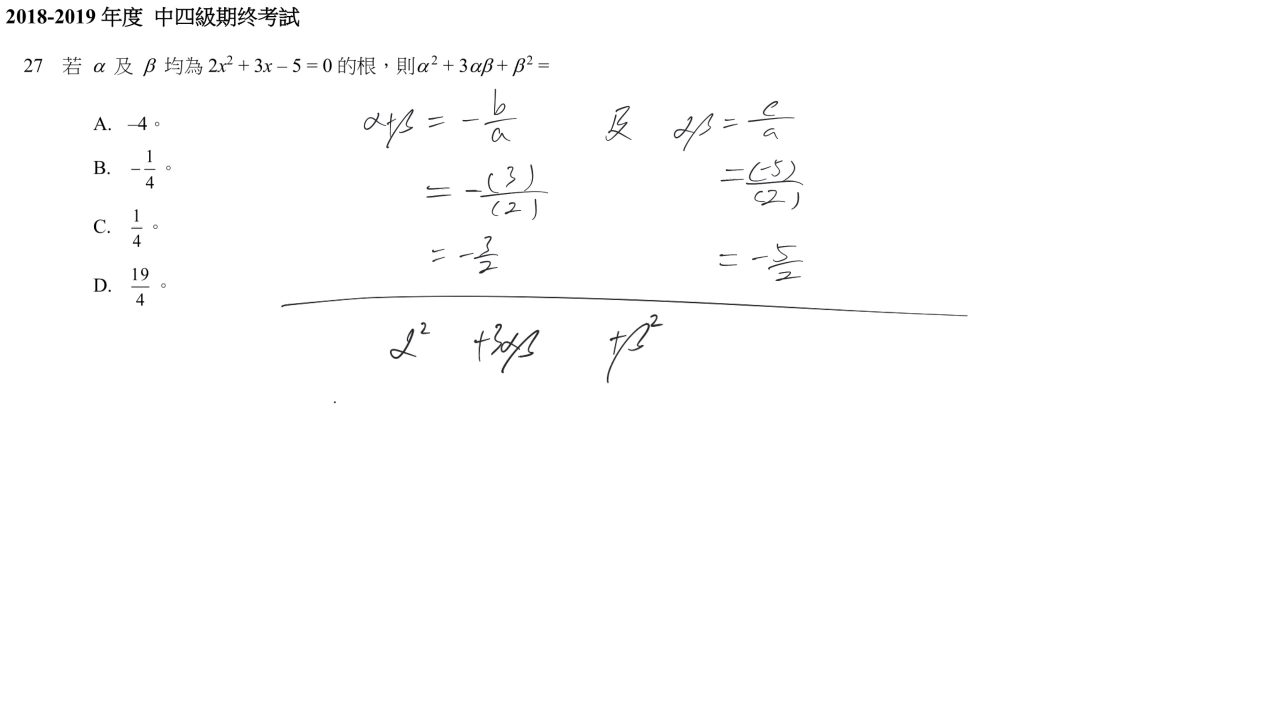 2018-2019 年度 中四級期終考試
27 若 α 及 β 均為 2x² + 3x – 5 = 0 的根，則α² + 3αβ + β² =
A. –4。
B. -1/4。
C. 1/4。
D. 19/4。
α+β = -b/a 及 αβ = c/a
= -(3)/(2) = (-5)/(2)
= -3/2 = -5/2
α² +3αβ +β²